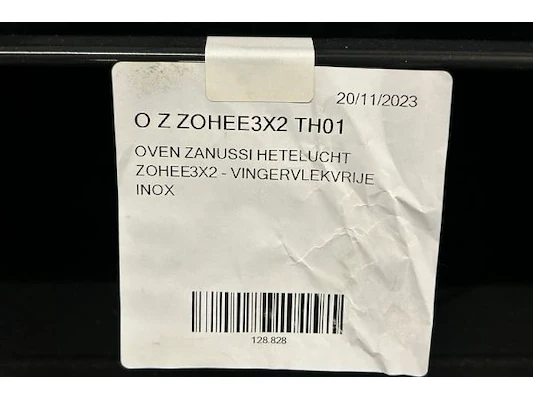 20/11/2023
O Z ZOHEE3X2 TH01
OVEN ZANUSSI HETELUCHT
ZOHEE3X2 - VINGERVLEKVRIJE
INOX
128.828